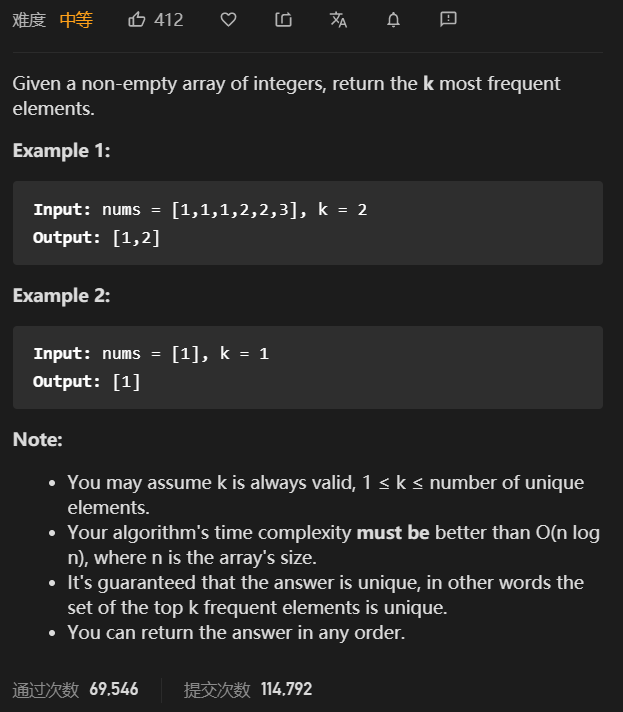 难度 中等 412
Given a non-empty array of integers, return the k most frequent
elements.
Example 1:
Input: nums = [1,1,1,2,2,3], k = 2
Output: [1,2]
Example 2:
Input: nums = [1], k = 1
Output: [1]
Note:
• You may assume k is always valid, 1 ≤ k ≤ number of unique
elements.
• Your algorithm's time complexity must be better than O(n log
n), where n is the array's size.
• It's guaranteed that the answer is unique, in other words the
set of the top k frequent elements is unique.
• You can return the answer in any order.
通过次数 69,546 提交次数 114,792